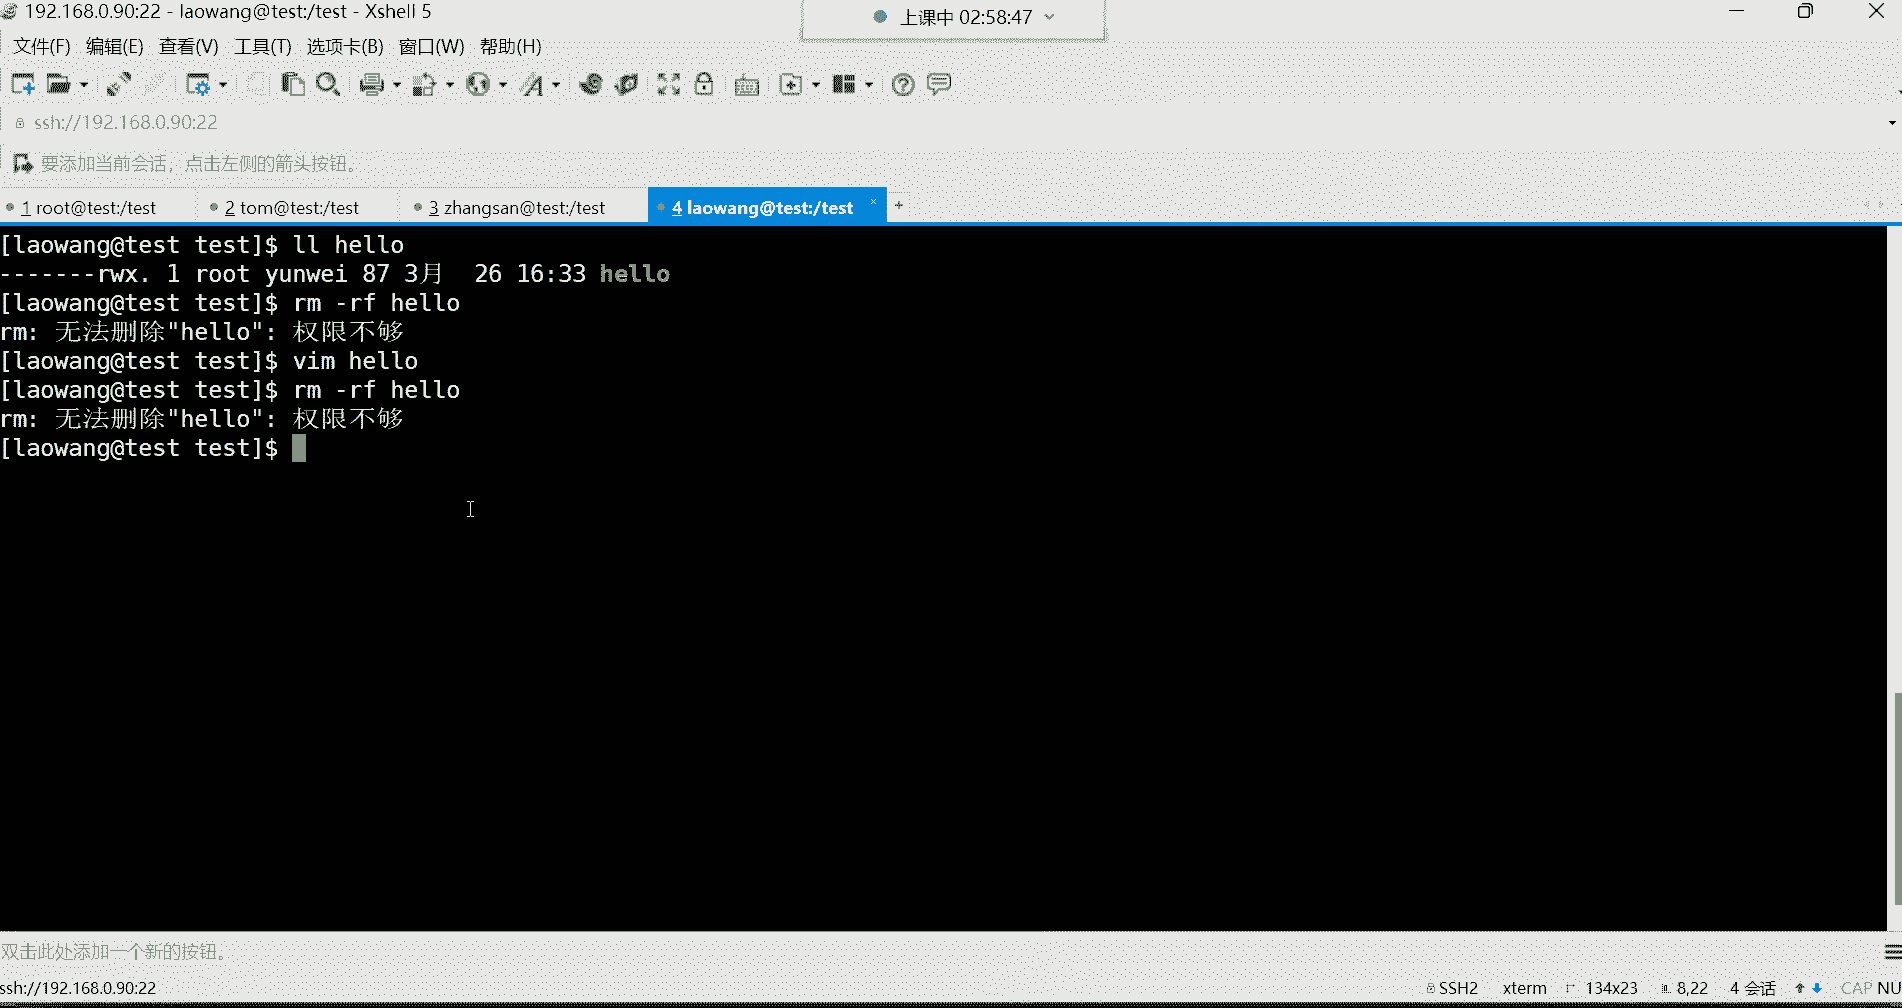 192.168.0.90:22 - laowang@test:/test - Xshell 5
上课中 02:58:47
文件(F) 编辑(E) 查看(V) 工具(T) 选项卡(B) 窗口(W) 帮助(H)
ssh://192.168.0.90:22
要添加当前会话，点击左侧的箭头按钮。
1 root@test:/test 2 tom@test:/test 3 zhangsan@test:/test 4 laowang@test:/test × +
[laowang@test test]$ ll hello
-------rwx. 1 root yunwei 87 3月  26 16:33 hello
[laowang@test test]$ rm -rf hello
rm: 无法删除"hello": 权限不够
[laowang@test test]$ vim hello
[laowang@test test]$ rm -rf hello
rm: 无法删除"hello": 权限不够
[laowang@test test]$
双击此处添加一个新的按钮。
ssh://192.168.0.90:22 SSH2 xterm 134x23 8,22 4 会话 CAP NU